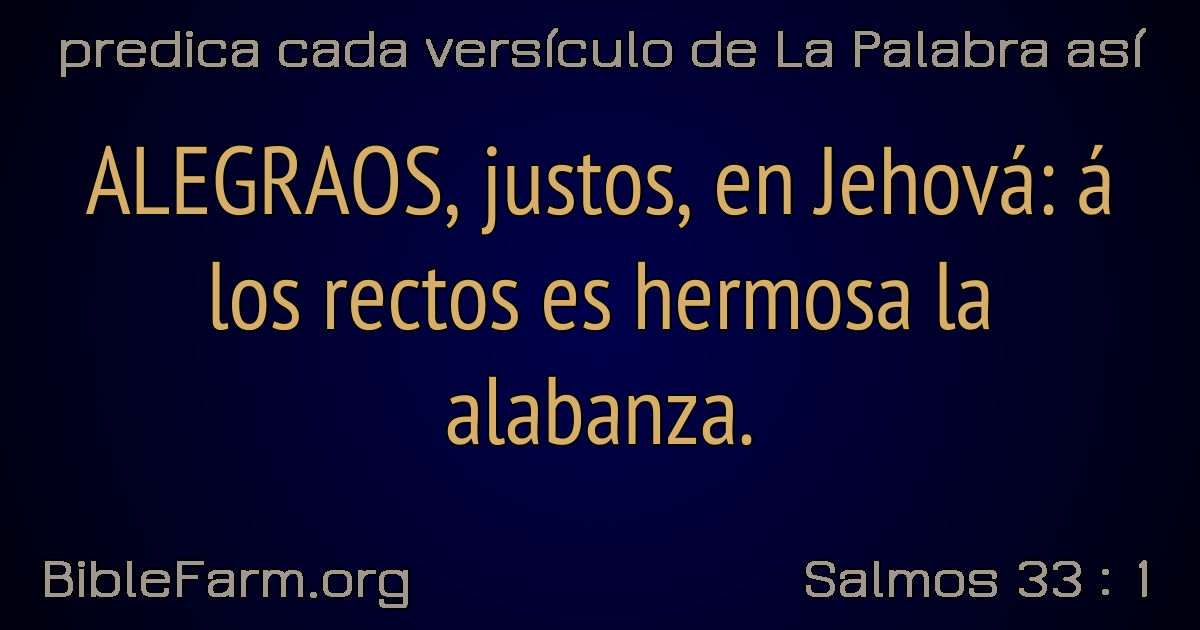 predica cada versículo de La Palabra así
ALEGRAOS, justos, en Jehová: á
los rectos es hermosa la
alabanza.
BibleFarm.org
Salmos 33 : 1